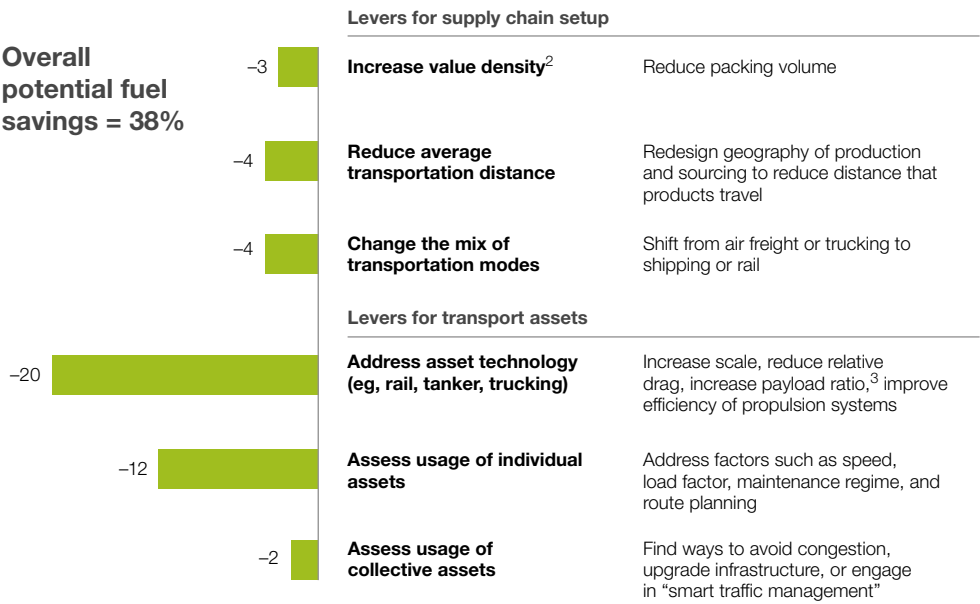 Levers for supply chain setup
Overall
potential fuel
savings = 38%
–3
Increase value density2
Reduce packing volume
–4
Reduce average
transportation distance
Redesign geography of production
and sourcing to reduce distance that
products travel
–4
Change the mix of
transportation modes
Shift from air freight or trucking to
shipping or rail
Levers for transport assets
–20
Address asset technology
(eg, rail, tanker, trucking)
Increase scale, reduce relative
drag, increase payload ratio,3 improve
efficiency of propulsion systems
–12
Assess usage of individual
assets
Address factors such as speed,
load factor, maintenance regime, and
route planning
–2
Assess usage of
collective assets
Find ways to avoid congestion,
upgrade infrastructure, or engage
in “smart traffic management”